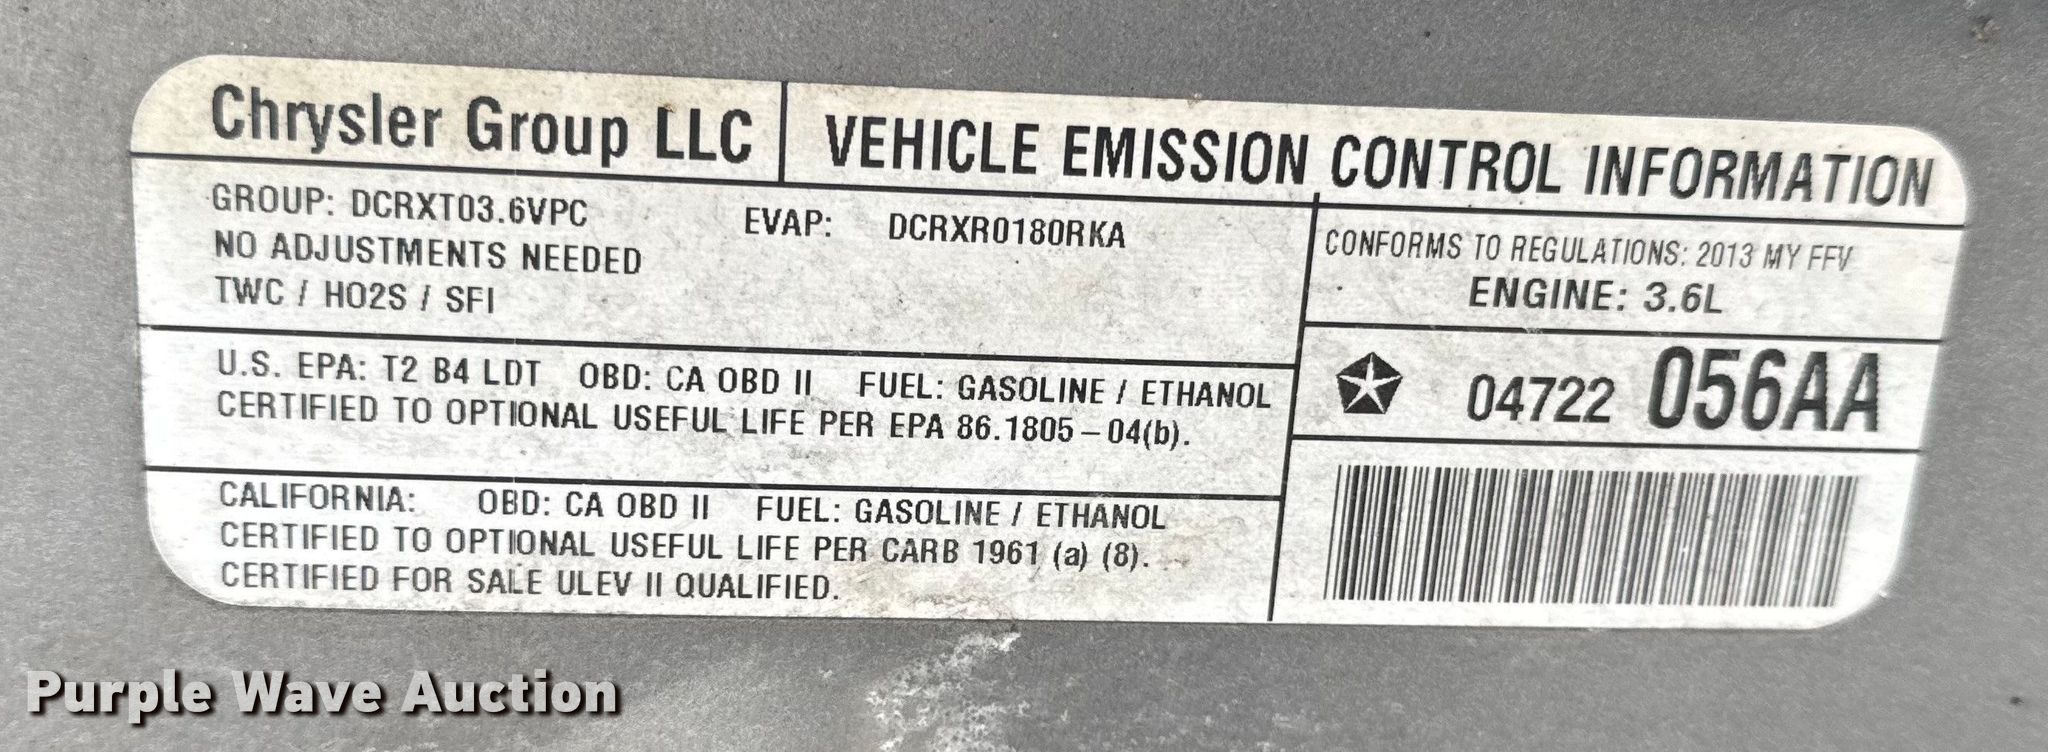 Chrysler Group LLC VEHICLE EMISSION CONTROL INFORMATION
GROUP: DCRXT03.6VPC EVAP: DCRXR0180RKA
NO ADJUSTMENTS NEEDED
TWC / HO2S / SFI
CONFORMS TO REGULATIONS: 2013 MY FFV
ENGINE: 3.6L
U.S. EPA: T2 B4 LDT OBD: CA OBD II FUEL: GASOLINE / ETHANOL
CERTIFIED TO OPTIONAL USEFUL LIFE PER EPA 86.1805-04(b).
04722 056AA
CALIFORNIA: OBD: CA OBD II FUEL: GASOLINE / ETHANOL
CERTIFIED TO OPTIONAL USEFUL LIFE PER CARB 1961 (a) (8).
CERTIFIED FOR SALE ULEV II QUALIFIED.
Purple Wave Auction